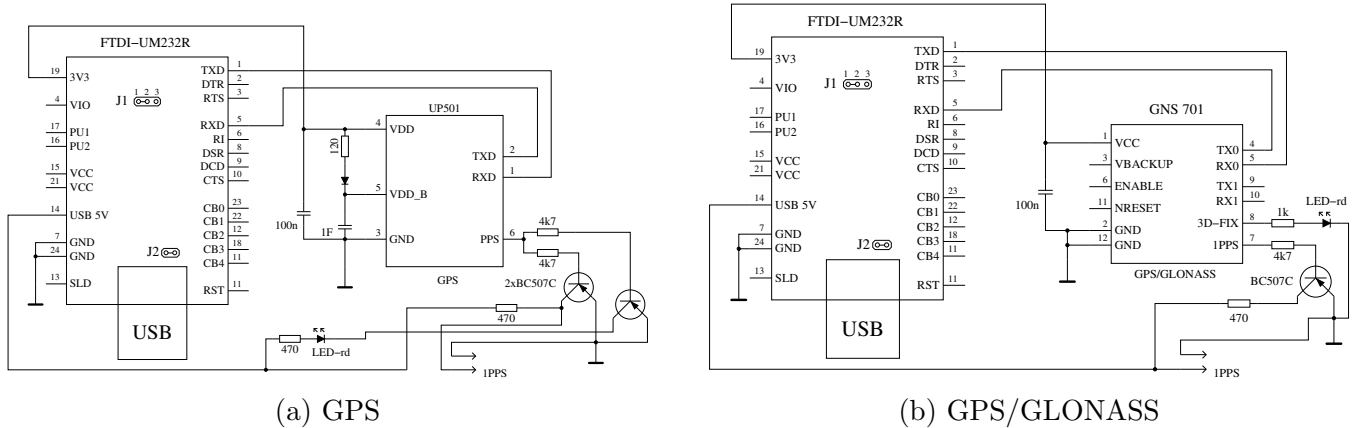 FTDI−UM232R
19 3V3
TXD 1
DTR 2
RTS 3
J1 1 2 3
4 VIO
RXD 5
17 PU1
16 PU2
RI 6
DSR 8
DCD 9
CTS 10
15 VCC
21 VCC
14 USB 5V
CB0 23
CB1 22
CB2 12
CB3 18
CB4 11
7 GND
24 GND
J2
13 SLD
RST 11
USB
120
100n
1F
UP501
4 VDD
TXD 2
RXD 1
5 VDD_B
3 GND
PPS 6
GPS
4k7
4k7
2xBC507C
470
470
LED−rd
1PPS
(a) GPS
FTDI−UM232R
19 3V3
TXD 1
DTR 2
RTS 3
J1 1 2 3
4 VIO
RXD 5
17 PU1
16 PU2
RI 6
DSR 8
DCD 9
CTS 10
15 VCC
21 VCC
14 USB 5V
CB0 23
CB1 22
CB2 12
CB3 18
CB4 11
7 GND
24 GND
J2
13 SLD
RST 11
USB
100n
GNS 701
1 VCC
TX0 4
RX0 5
3 VBACKUP
6 ENABLE
TX1 9
RX1 10
11 NRESET
3D−FIX 8
2 GND
12 GND
1PPS 7
GPS/GLONASS
1k
LED−rd
4k7
BC507C
470
1PPS
(b) GPS/GLONASS